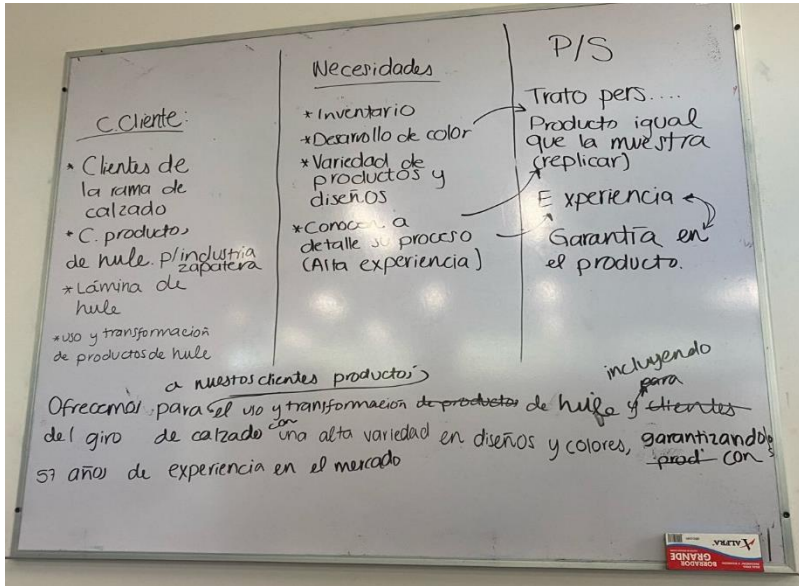 C. Cliente:
* Clientes de
la rama de
calzado
* C. productos
de hule p/industria
zapatera
* Lámina de
hule
* uso y transformación
de productos de hule
Necesidades
* Inventario
* Desarrollo de color
* Variedad de
productos y
diseños
* Conocer a
detalle su proceso
(Alta experiencia)
P/S
Trato pers....
Producto igual
que la muestra
(replicar)
Experiencia
Garantía en
el producto.
a nuestos clientes productos
incluyendo
para
Ofrecemos para el uso y transformación de productos de hule y clientes
del giro de calzado con una alta variedad en diseños y colores, garantizandolos
57 años de experiencia en el mercado prod con
ALPHA
BORRADOR
GRANDE